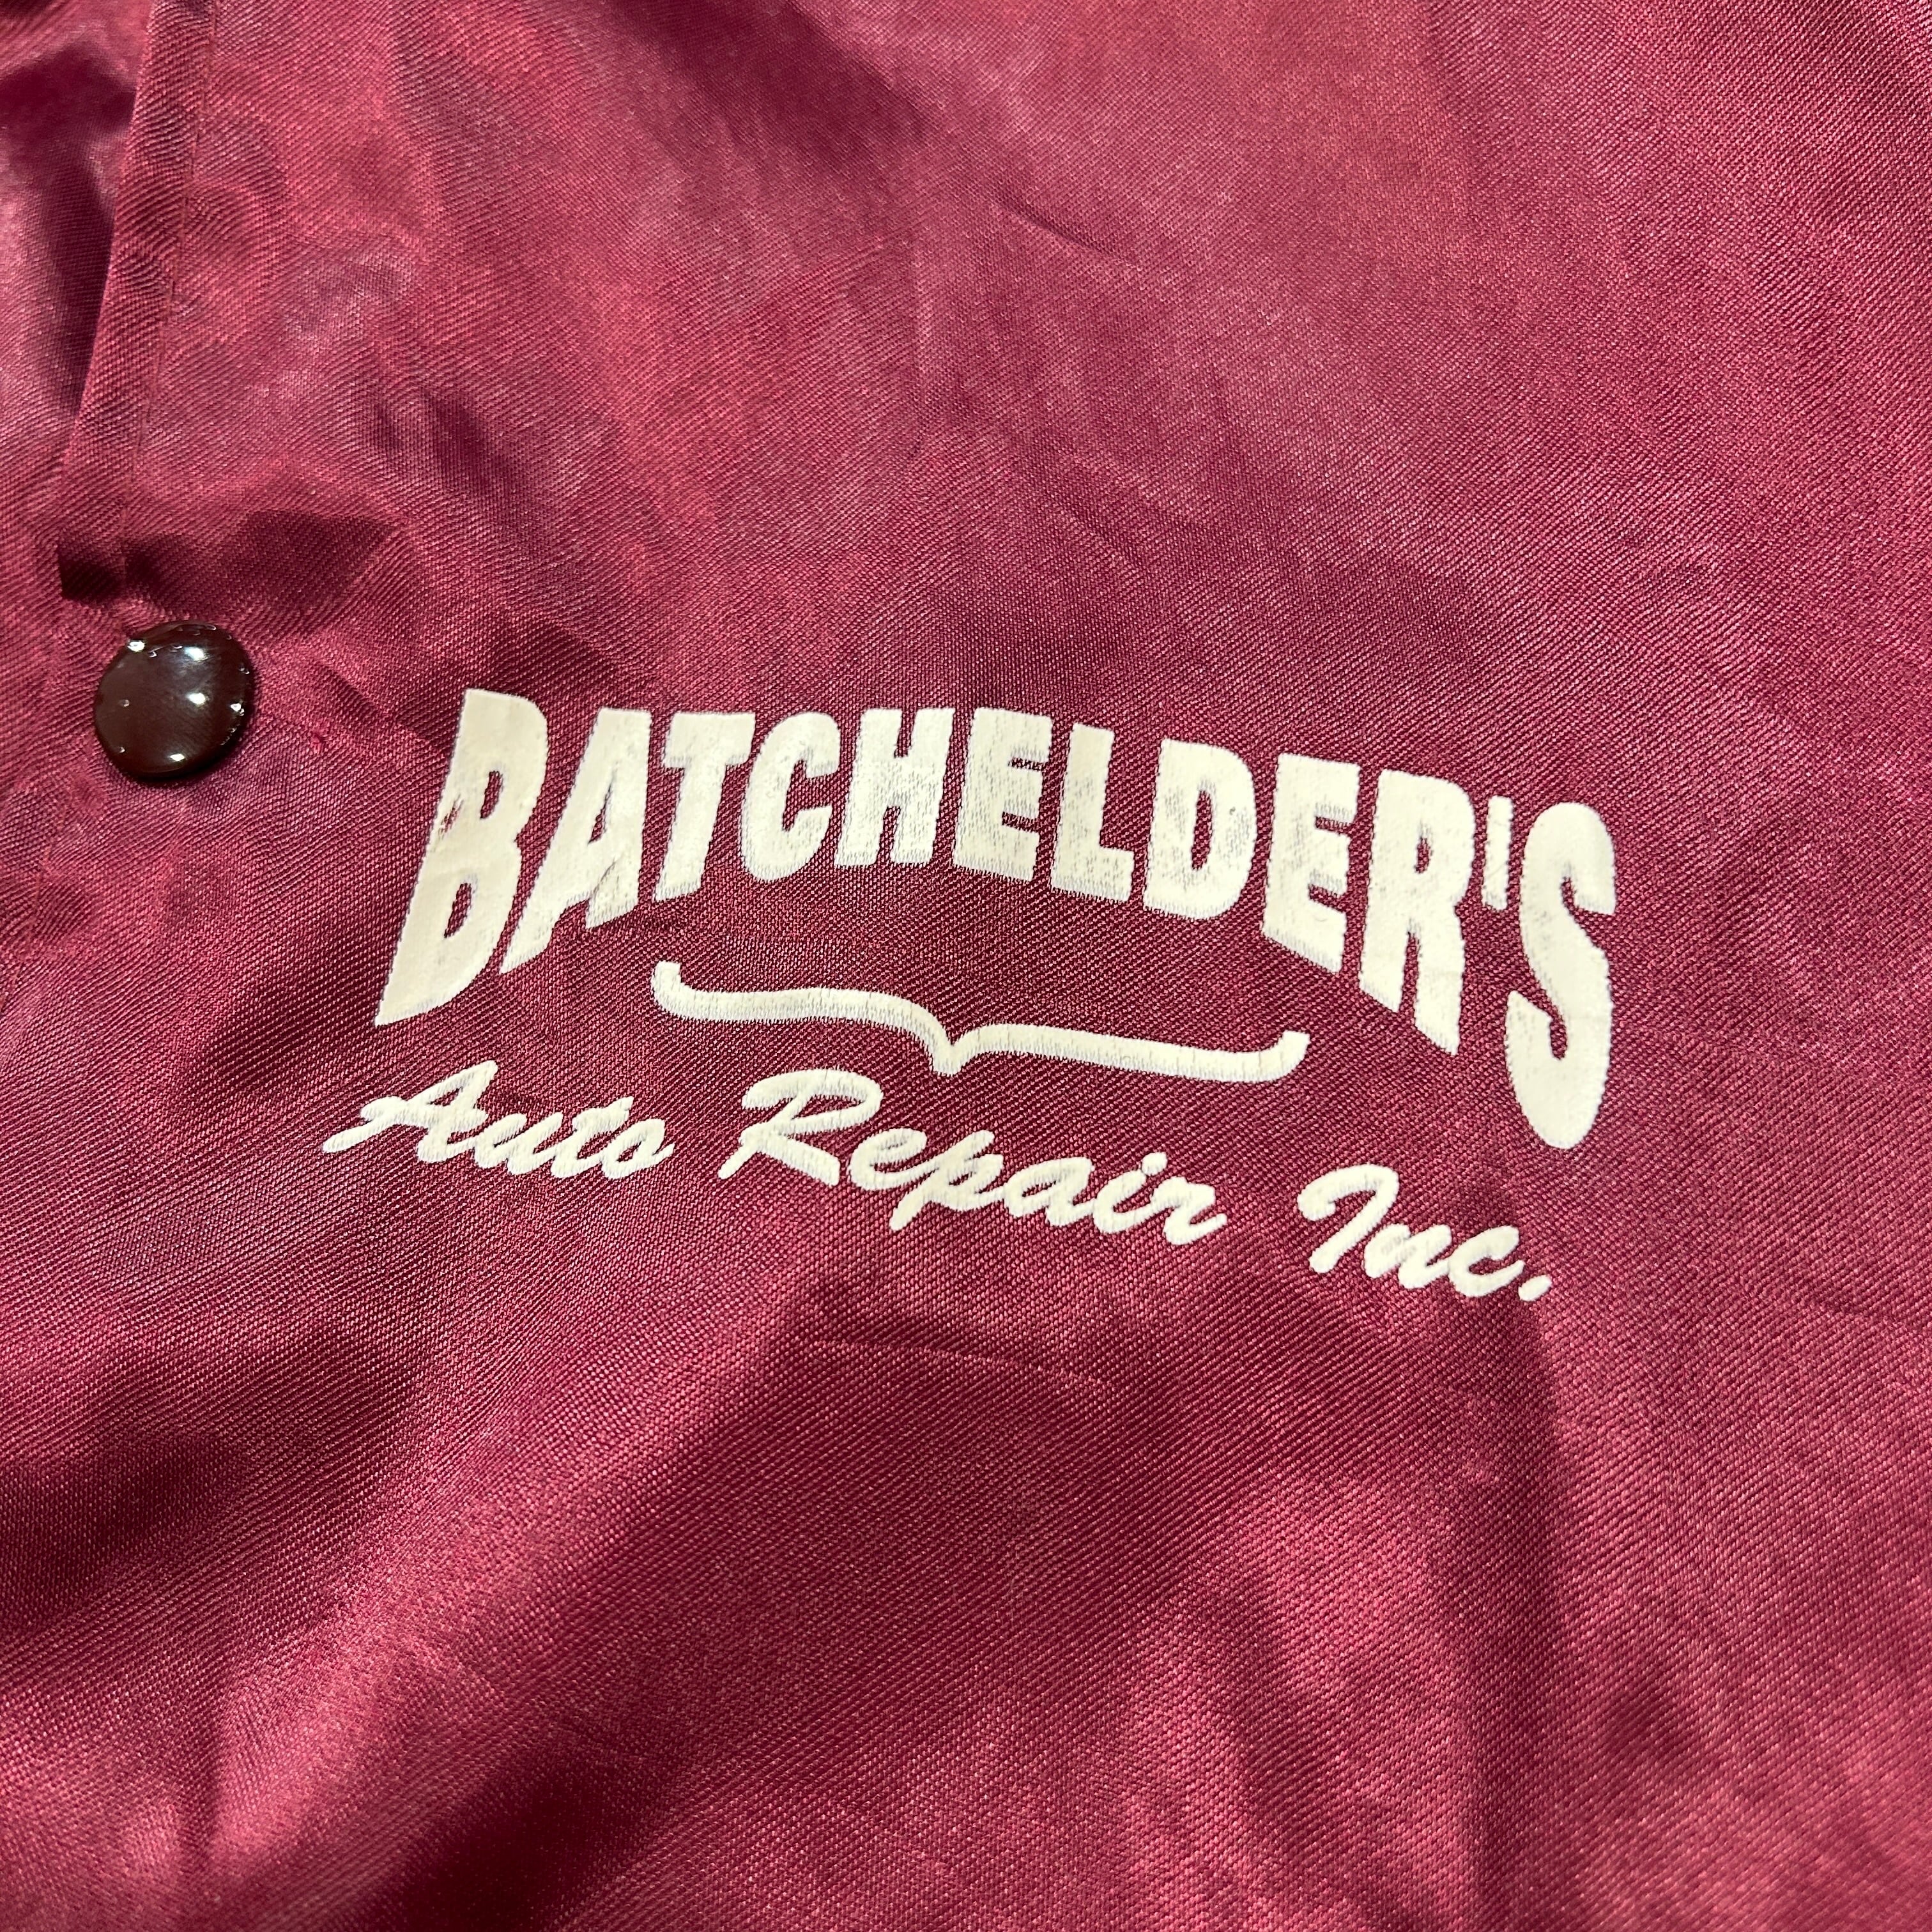 BATCHELDER'S
Auto Repair Inc.